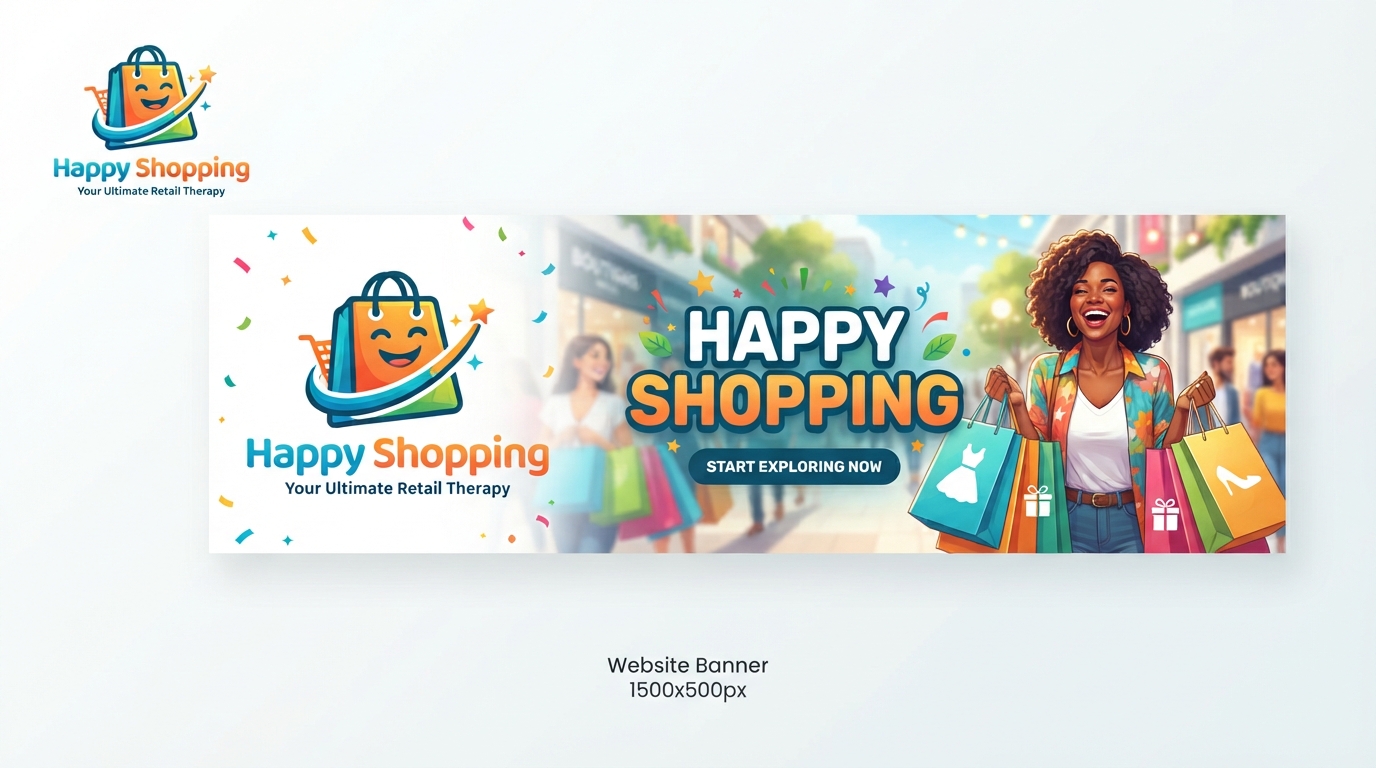 Happy Shopping
Your Ultimate Retail Therapy
Happy Shopping
Your Ultimate Retail Therapy
BOUTIQUE
HAPPY
SHOPPING
START EXPLORING NOW
Website Banner
1500x500px